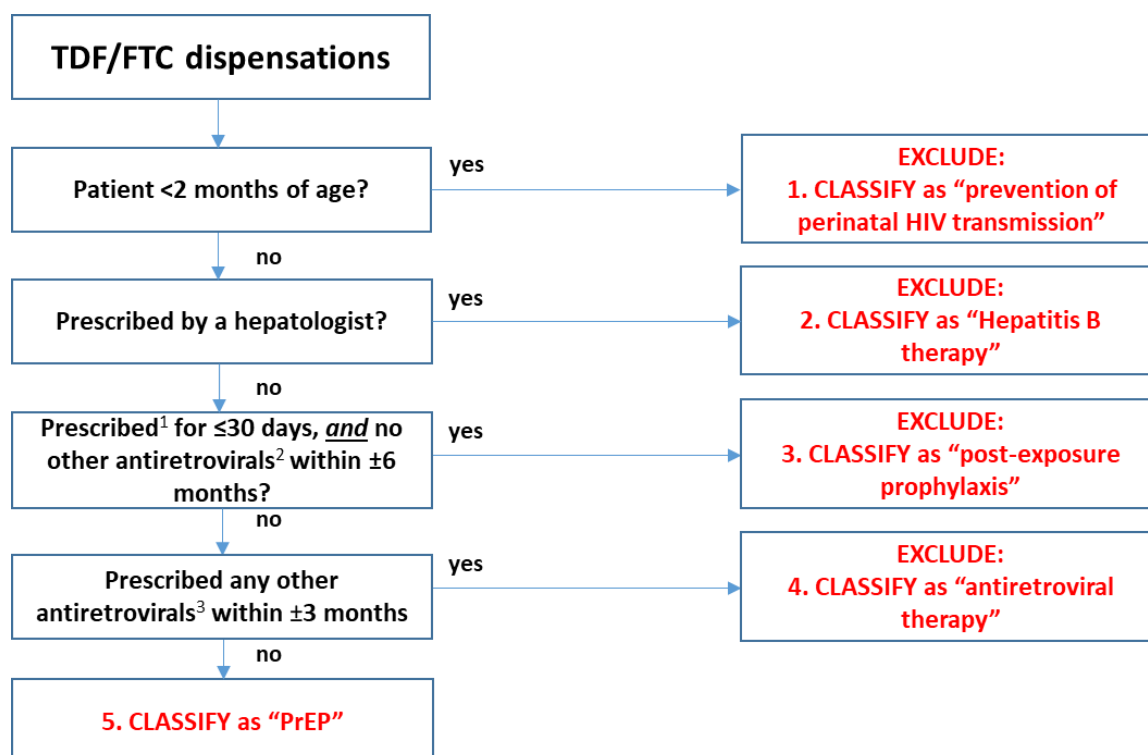 TDF/FTC dispensations
Patient <2 months of age?
yes
EXCLUDE:
1. CLASSIFY as “prevention of
perinatal HIV transmission”
no
Prescribed by a hepatologist?
yes
EXCLUDE:
2. CLASSIFY as “Hepatitis B
therapy”
no
Prescribed¹ for ≤30 days, and no
other antiretrovirals² within ±6
months?
yes
EXCLUDE:
3. CLASSIFY as “post-exposure
prophylaxis”
no
Prescribed any other
antiretrovirals³ within ±3 months
yes
EXCLUDE:
4. CLASSIFY as “antiretroviral
therapy”
no
5. CLASSIFY as “PrEP”